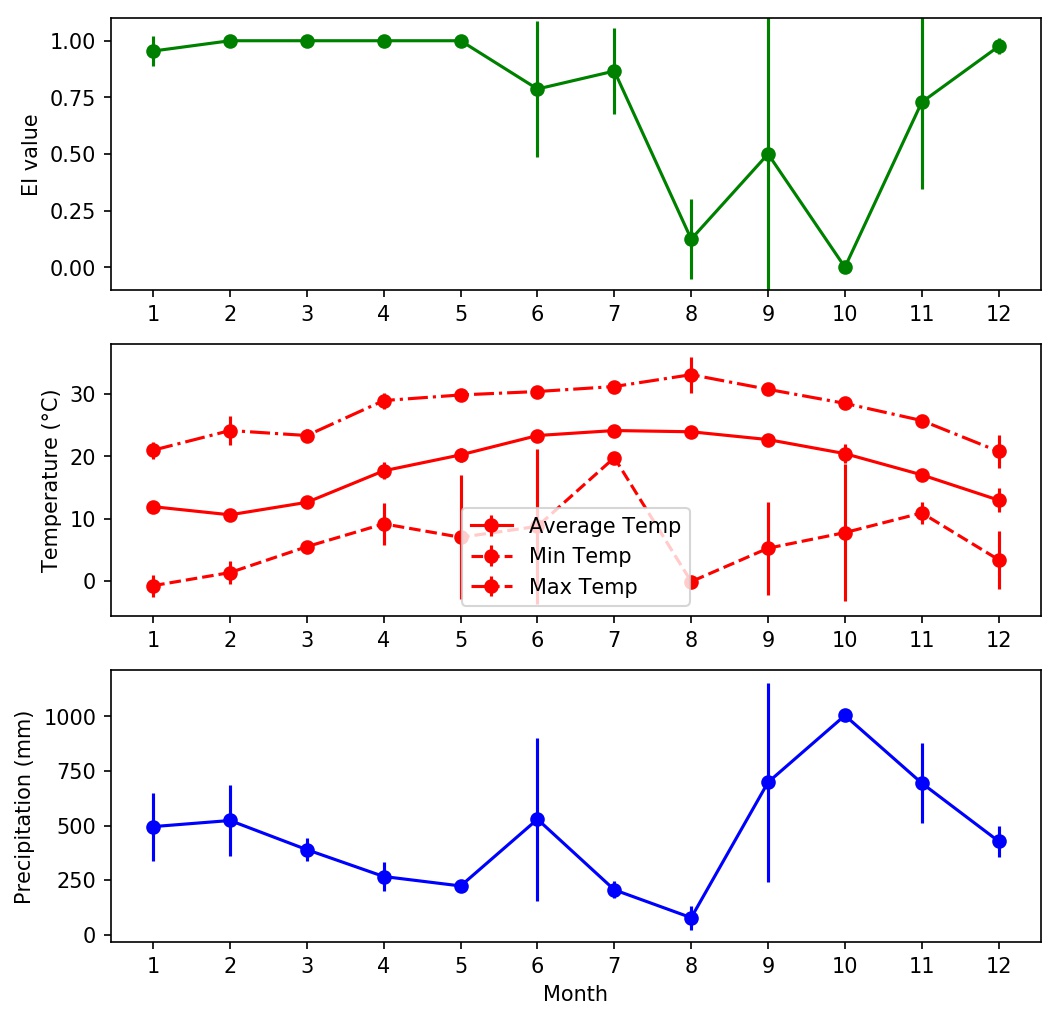 EI value
1.00
0.75
0.50
0.25
0.00
1 2 3 4 5 6 7 8 9 10 11 12
Temperature (°C)
30
20
10
0
Average Temp
Min Temp
Max Temp
1 2 3 4 5 6 7 8 9 10 11 12
Precipitation (mm)
1000
750
500
250
0
1 2 3 4 5 6 7 8 9 10 11 12
Month